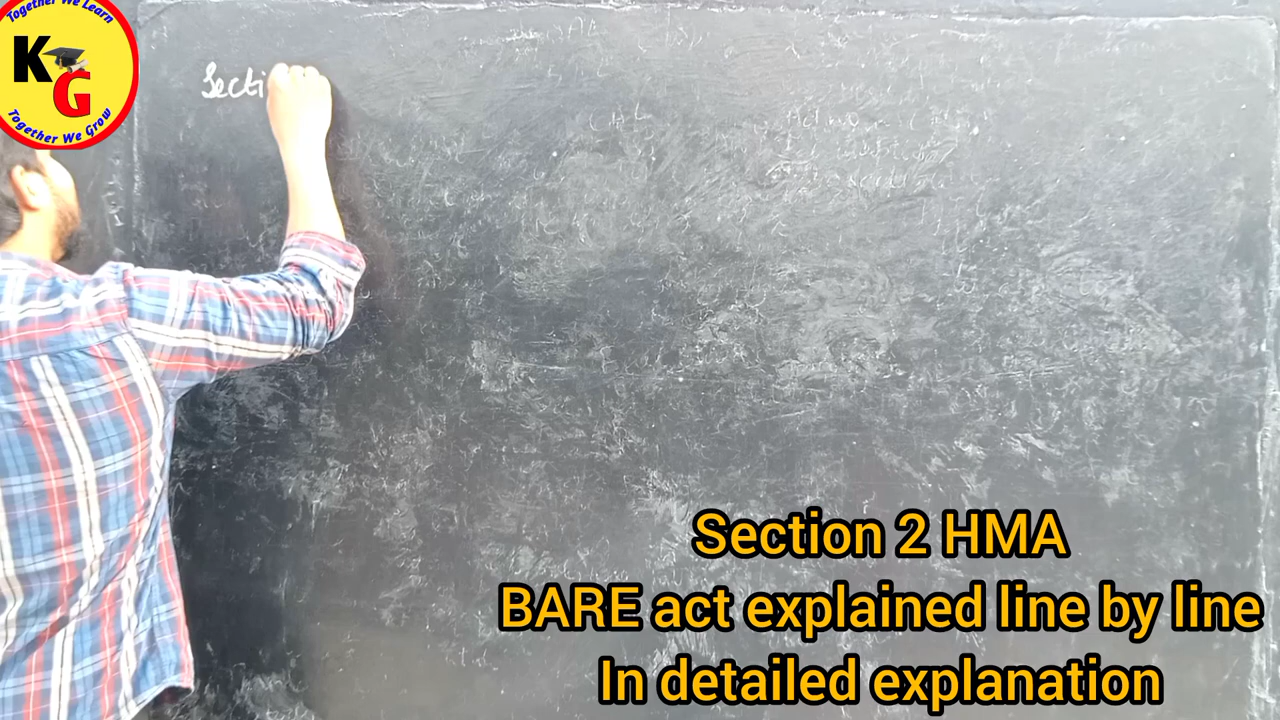 Together We Learn
KG
Together We Grow
Secti
Section 2 HMA
BARE act explained line by line
In detailed explanation